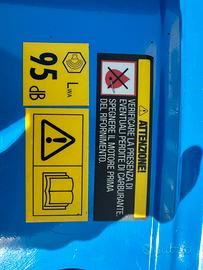 LWA
95
dB
ATTENZIONE!
VERIFICARE LA PRESENZA DI
EVENTUALI PERDITE DI CARBURANTE.
SPEGNERE IL MOTORE PRIMA
DEL RIFORNIMENTO.